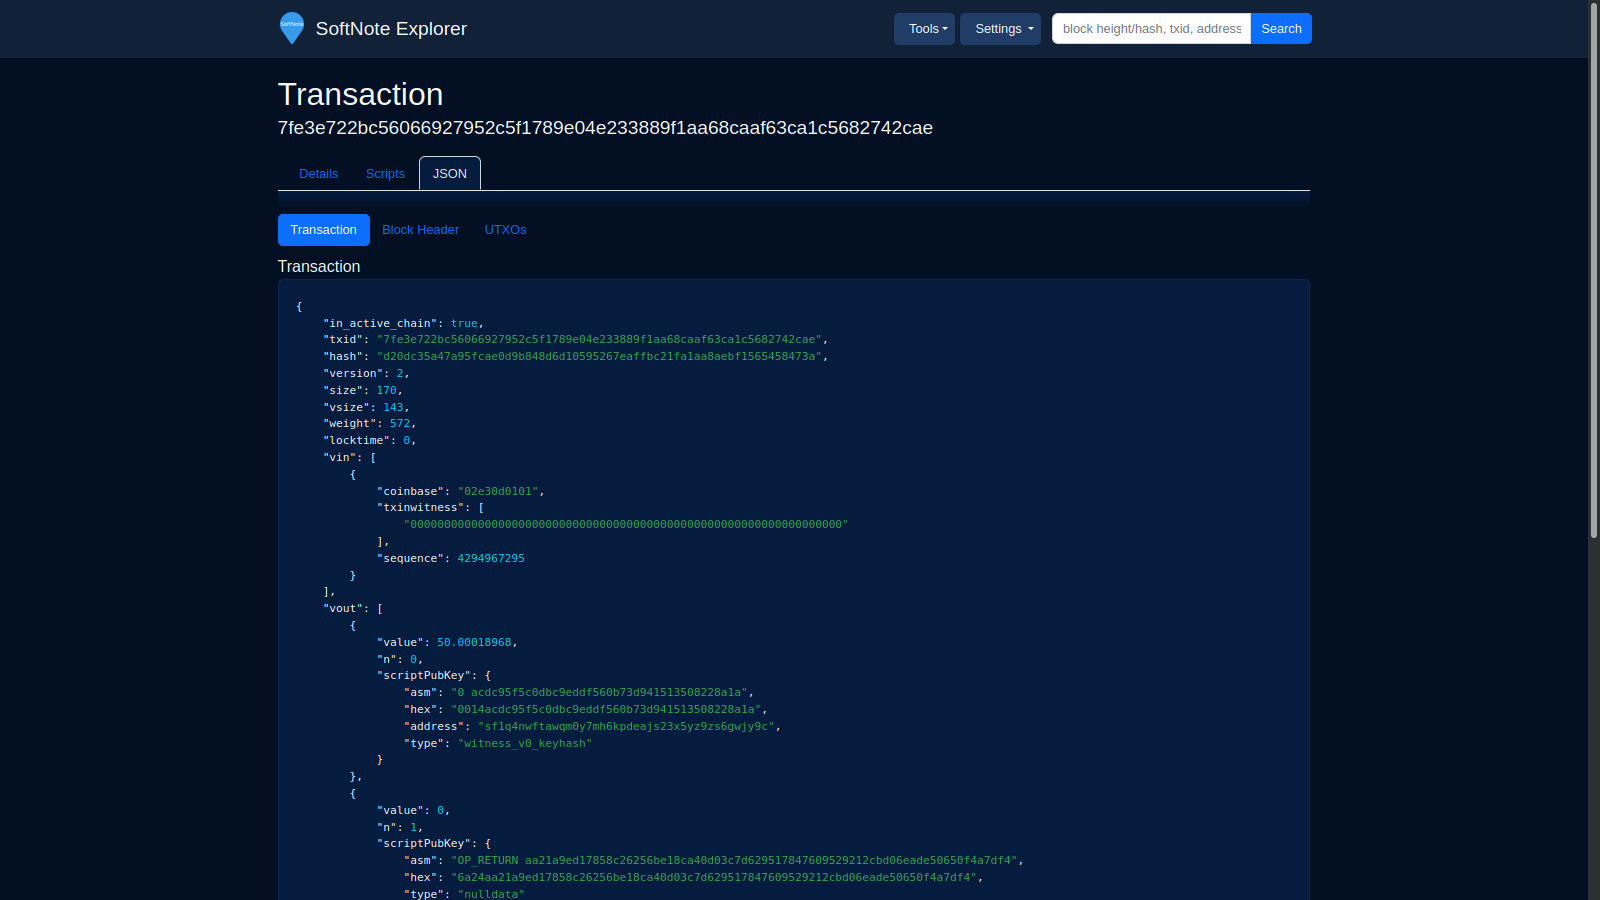 SoftNote
SoftNote Explorer
Tools
Settings
block height/hash, txid, address
Search
Transaction
7fe3e722bc56066927952c5f1789e04e233889f1aa68caaf63ca1c5682742cae
Details
Scripts
JSON
Transaction
Block Header
UTXOs
Transaction
{
"in_active_chain": true,
"txid": "7fe3e722bc56066927952c5f1789e04e233889f1aa68caaf63ca1c5682742cae",
"hash": "d20dc35a47a95fcae0d9b848d6d10595267eaffbc21fa1aa8aebf1565458473a",
"version": 2,
"size": 170,
"vsize": 143,
"weight": 572,
"locktime": 0,
"vin": [
{
"coinbase": "02e30d0101",
"txinwitness": [
"0000000000000000000000000000000000000000000000000000000000000000"
],
"sequence": 4294967295
}
],
"vout": [
{
"value": 50.00018968,
"n": 0,
"scriptPubKey": {
"asm": "0 acdc95f5c0dbc9eddf560b73d941513508228a1a",
"hex": "0014acdc95f5c0dbc9eddf560b73d941513508228a1a",
"address": "sf1q4nwftawqm0y7mh6kpdeajs23x5yz9zs6gwjy9c",
"type": "witness_v0_keyhash"
}
},
{
"value": 0,
"n": 1,
"scriptPubKey": {
"asm": "OP_RETURN aa21a9ed17858c26256be18ca40d03c7d629517847609529212cbd06eade50650f4a7df4",
"hex": "6a24aa21a9ed17858c26256be18ca40d03c7d629517847609529212cbd06eade50650f4a7df4",
"type": "nulldata"